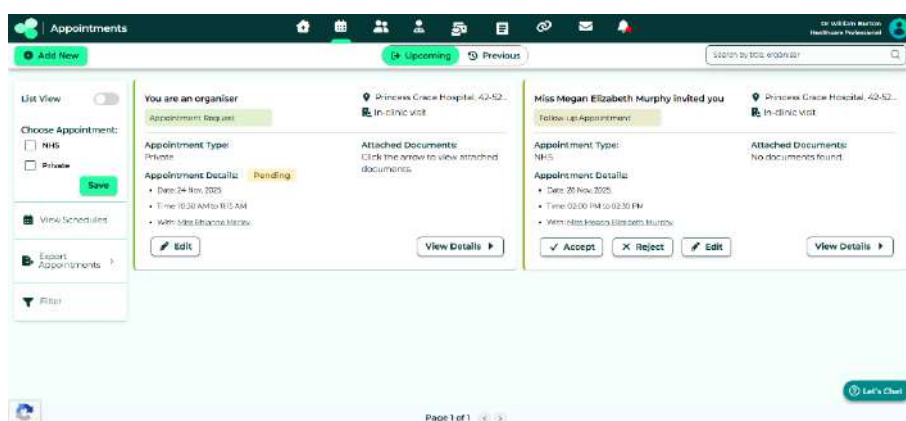 Appointments
Dr William Burton
Healthcare Professional
Add New
Upcoming
Previous
Search by title, organiser
List View
Choose Appointment:
NHS
Private
Save
View Schedules
Export
Appointments
Filter
You are an organiser
Appointment Request
Princess Grace Hospital, 42-52...
In-clinic visit
Appointment Type:
Private
Attached Documents:
Click the arrow to view attached
documents.
Appointment Details:
Pending
Date: 24 Nov, 2025
Time: 10:30 AM to 11:15 AM
With: Miss Rhianne
Edit
View Details
Miss Megan Elizabeth Murphy invited you
Follow up Appointment
Princess Grace Hospital, 42-52...
In-clinic visit
Appointment Type:
NHS
Attached Documents:
No documents found.
Appointment Details:
Date: 28 Nov, 2025
Time: 02:00 PM to 02:30 PM
With: Miss Megan Elizabeth Murphy
Accept
Reject
Edit
View Details
Let's Chat
Page 1 of 1